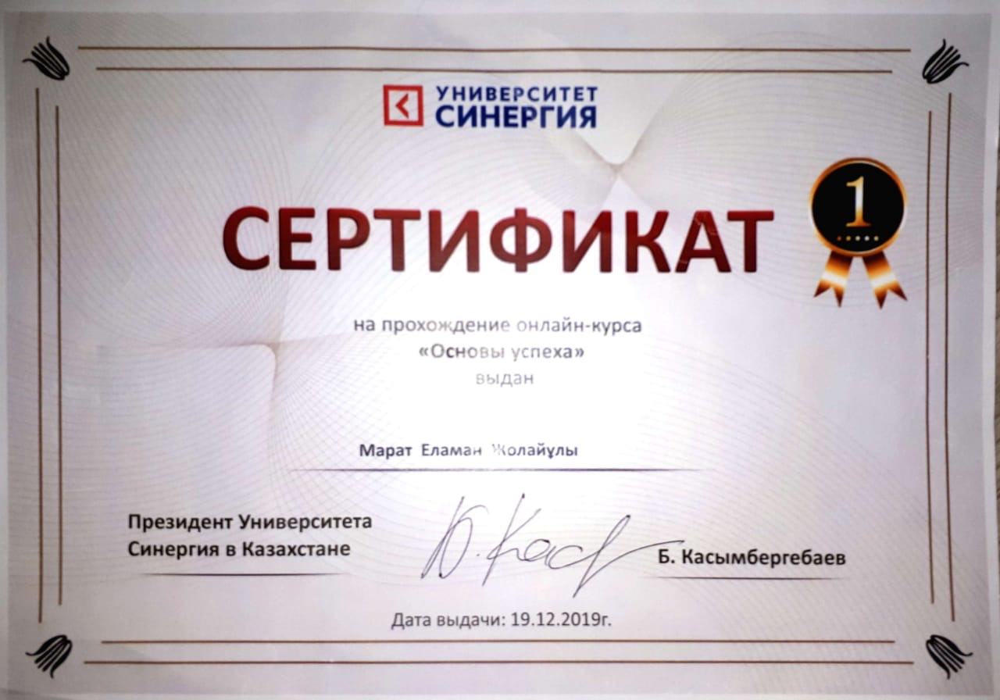 УНИВЕРСИТЕТ
СИНЕРГИЯ
СЕРТИФИКАТ
1
на прохождение онлайн-курса
«Основы успеха»
выдан
Марат Еламан Жолайұлы
Президент Университета
Синергия в Казахстане
Б. Кас
Б. Касымбергебаев
Дата выдачи: 19.12.2019г.